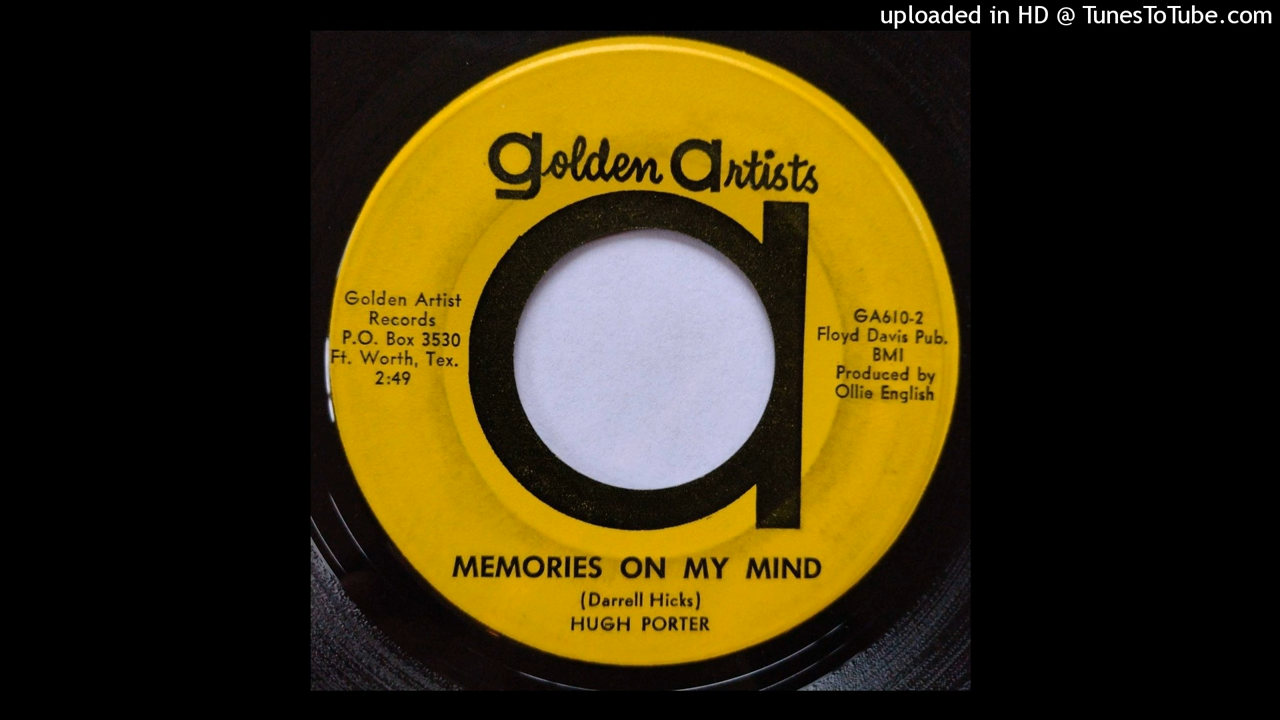 uploaded in HD @ TunesToTube.com
golden artists
Golden Artist
Records
P.O. Box 3530
Ft. Worth, Tex.
2:49
a
GA610-2
Floyd Davis Pub.
BMI
Produced by
Ollie English
MEMORIES ON MY MIND
(Darrell Hicks)
HUGH PORTER